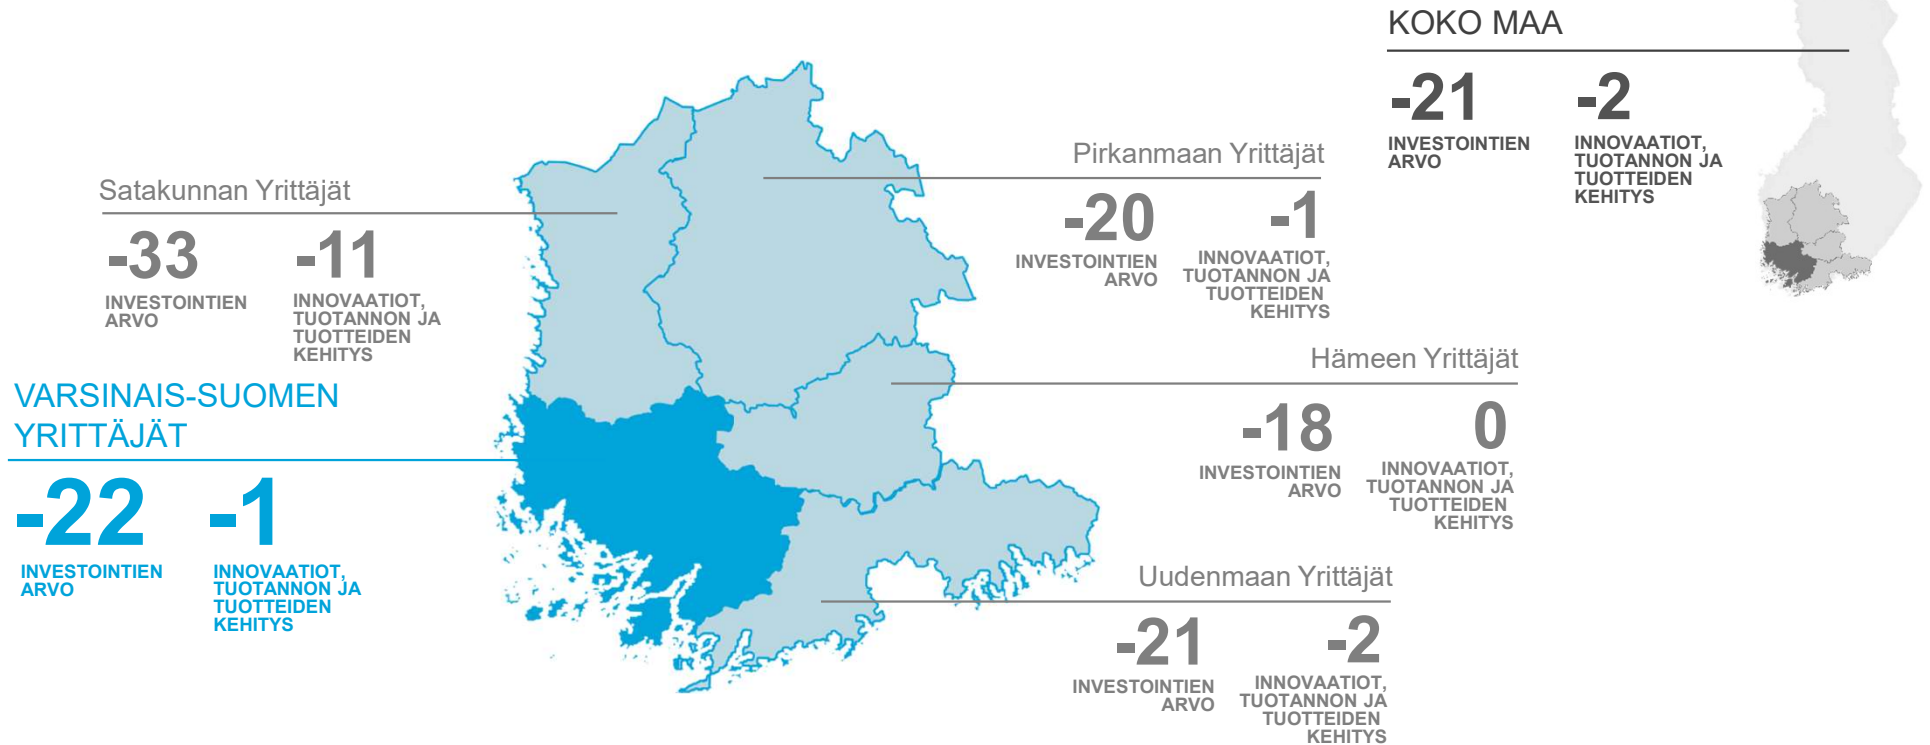 KOKO MAA
-21
INVESTOINTIEN
ARVO
-2
INNOVAATIOT,
TUOTANNON JA
TUOTTEIDEN
KEHITYS
Pirkanmaan Yrittäjät
-20
INVESTOINTIEN
ARVO
-1
INNOVAATIOT,
TUOTANNON JA
TUOTTEIDEN
KEHITYS
Satakunnan Yrittäjät
-33
INVESTOINTIEN
ARVO
-11
INNOVAATIOT,
TUOTANNON JA
TUOTTEIDEN
KEHITYS
Hämeen Yrittäjät
-18
INVESTOINTIEN
ARVO
0
INNOVAATIOT,
TUOTANNON JA
TUOTTEIDEN
KEHITYS
VARSINAIS-SUOMEN
YRITTÄJÄT
-22
INVESTOINTIEN
ARVO
-1
INNOVAATIOT,
TUOTANNON JA
TUOTTEIDEN
KEHITYS
Uudenmaan Yrittäjät
-21
INVESTOINTIEN
ARVO
-2
INNOVAATIOT,
TUOTANNON JA
TUOTTEIDEN
KEHITYS